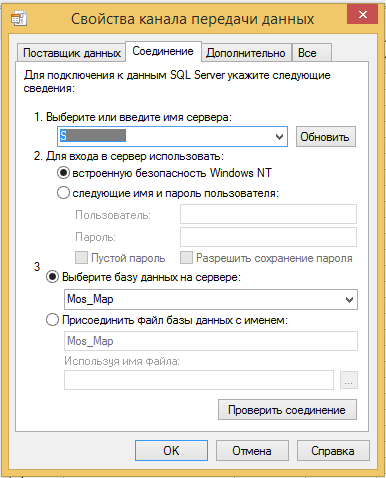 Свойства канала передачи данных
Поставщик данных Соединение Дополнительно Все
Для подключения к данным SQL Server укажите следующие
сведения:
1. Выберите или введите имя сервера:
S Обновить
2. Для входа в сервер использовать:
встроенную безопасность Windows NT
следующие имя и пароль пользователя:
Пользователь:
Пароль:
Пустой пароль Разрешить сохранение пароля
3
Выберите базу данных на сервере:
Mos_Map
Присоединить файл базы данных с именем:
Mos_Map
Используя имя файла:
...
Проверить соединение
OK Отмена Справка